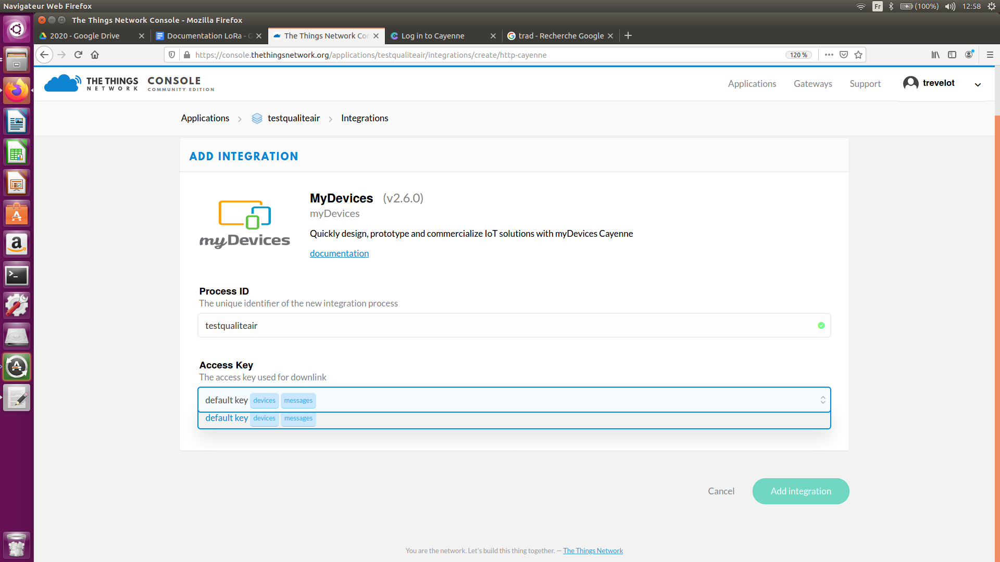 Navigateur Web Firefox
Fr
(100%)
12:58
The Things Network Console - Mozilla Firefox
2020 - Google Drive
Documentation LoRa - G
The Things Network Con
Log in to Cayenne
trad - Recherche Google
https://console.thethingsnetwork.org/applications/testqualiteair/integrations/create/http-cayenne
120 %
THE THINGS NETWORK
CONSOLE
COMMUNITY EDITION
Applications
Gateways
Support
trevelot
Applications
testqualiteair
Integrations
ADD INTEGRATION
myDevices
MyDevices (v2.6.0)
myDevices
Quickly design, prototype and commercialize IoT solutions with myDevices Cayenne
documentation
Process ID
The unique identifier of the new integration process
testqualiteair
Access Key
The access key used for downlink
default key devices messages
default key devices messages
Cancel
Add integration
You are the network. Let's build this thing together. — The Things Network